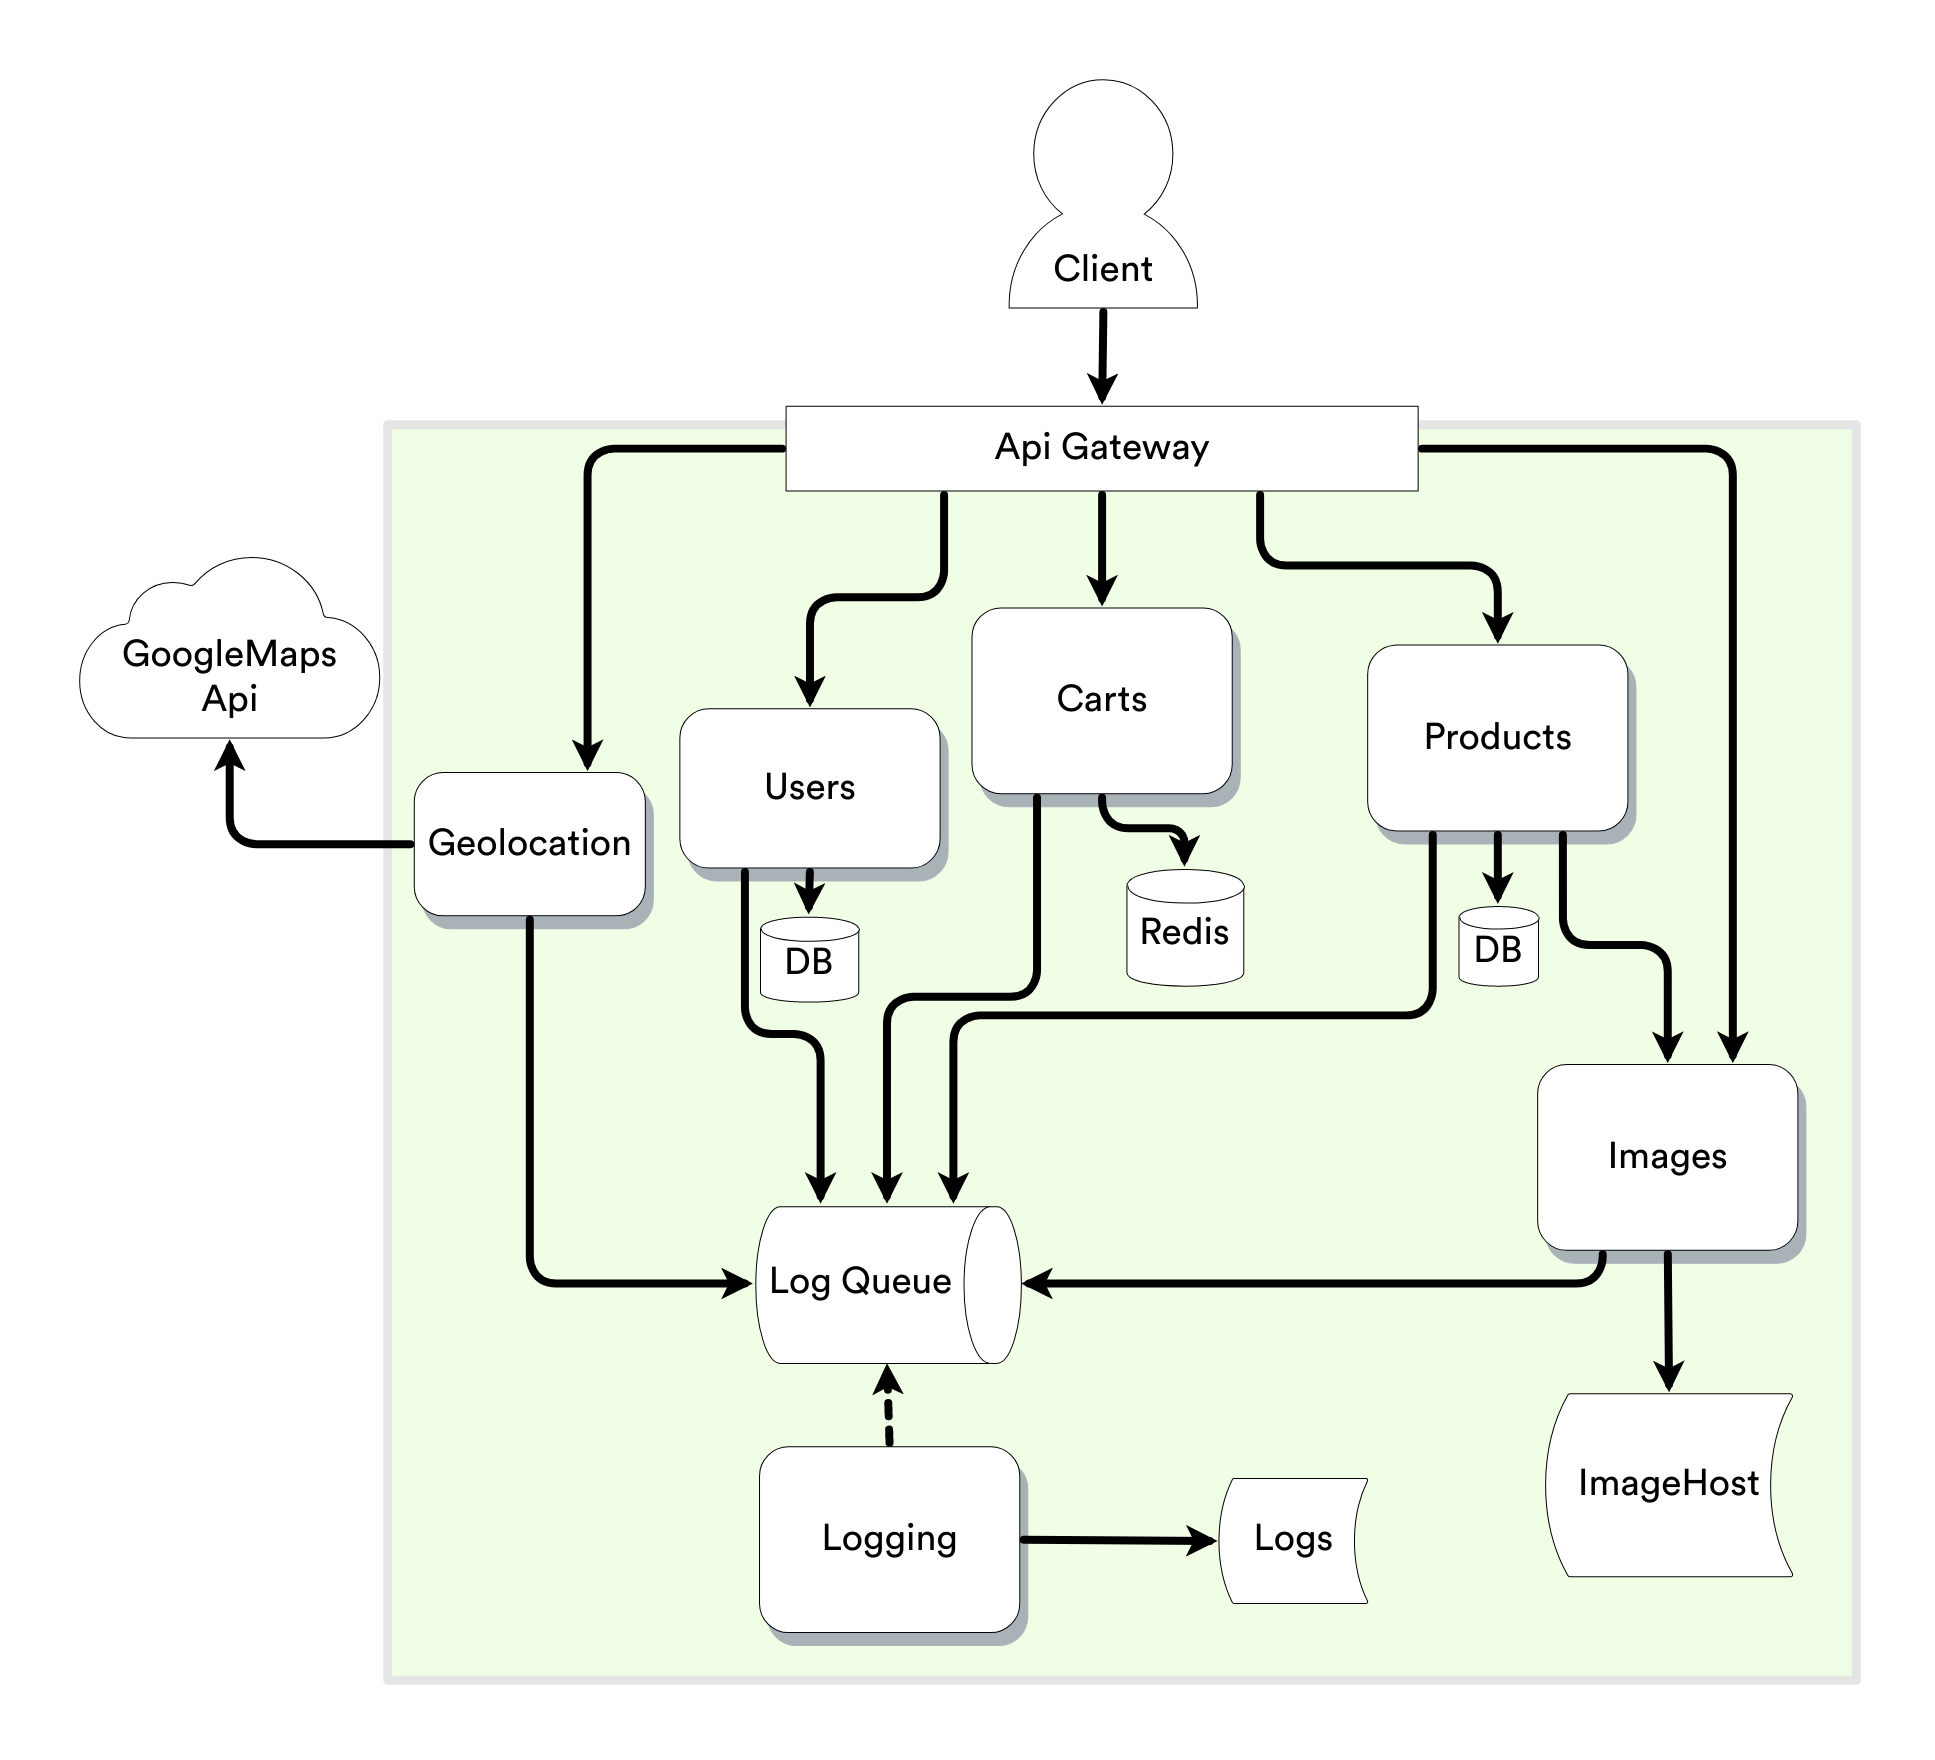 Client
Api Gateway
GoogleMaps
Api
Carts
Products
Users
Geolocation
Redis
DB
DB
Images
Log Queue
ImageHost
Logging
Logs